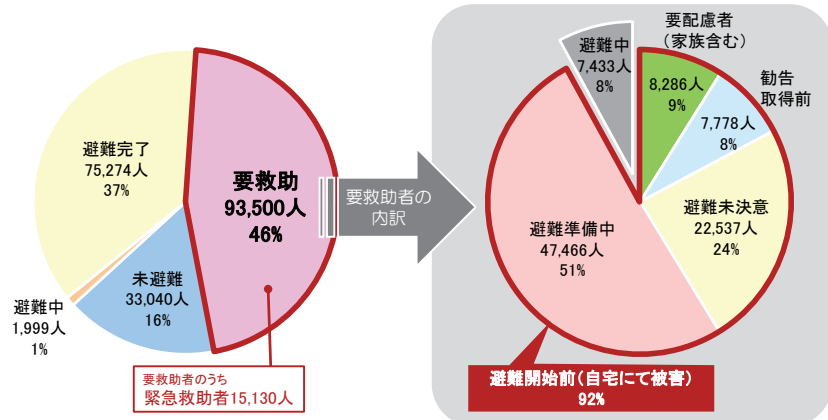 避難完了
75,274人
37%
要救助
93,500人
46%
未避難
33,040人
16%
避難中
1,999人
1%
要救助者のうち
緊急救助者15,130人
要救助者の
内訳
避難中
7,433人
8%
要配慮者
（家族含む）
8,286人
9%
勧告
取得前
7,778人
8%
避難未決意
22,537人
24%
避難準備中
47,466人
51%
避難開始前（自宅にて被害）
92%